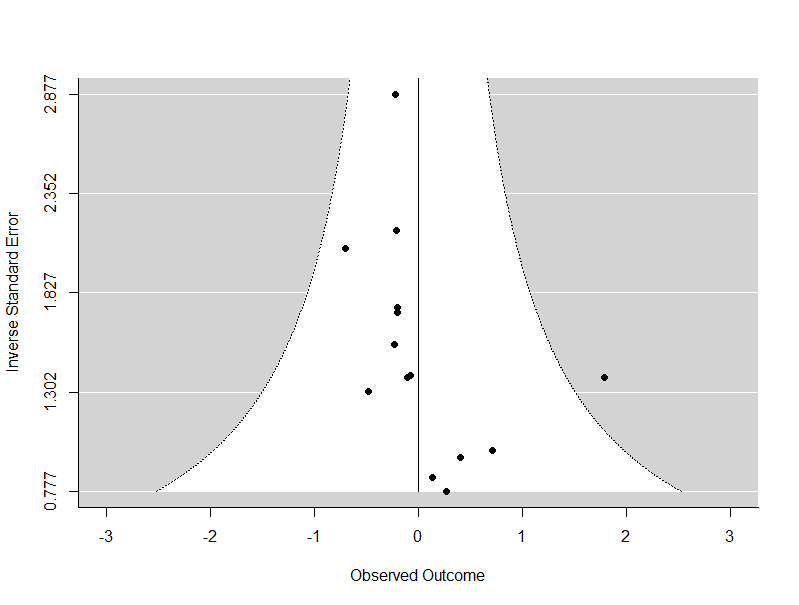 2.877
2.352
1.827
1.302
0.777
Inverse Standard Error
-3 -2 -1 0 1 2 3
Observed Outcome